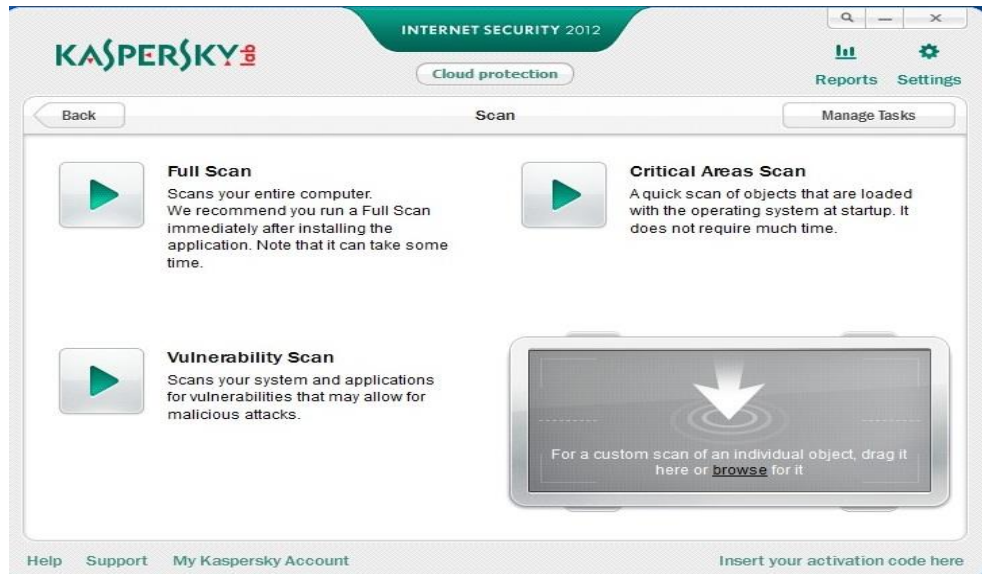 INTERNET SECURITY 2012
KASPERSKY lab
Cloud protection
Reports Settings
Back
Scan
Manage Tasks
Full Scan
Scans your entire computer.
We recommend you run a Full Scan
immediately after installing the
application. Note that it can take some
time.
Critical Areas Scan
A quick scan of objects that are loaded
with the operating system at startup. It
does not require much time.
Vulnerability Scan
Scans your system and applications
for vulnerabilities that may allow for
malicious attacks.
For a custom scan of an individual object, drag it
here or browse for it
Help Support My Kaspersky Account
Insert your activation code here